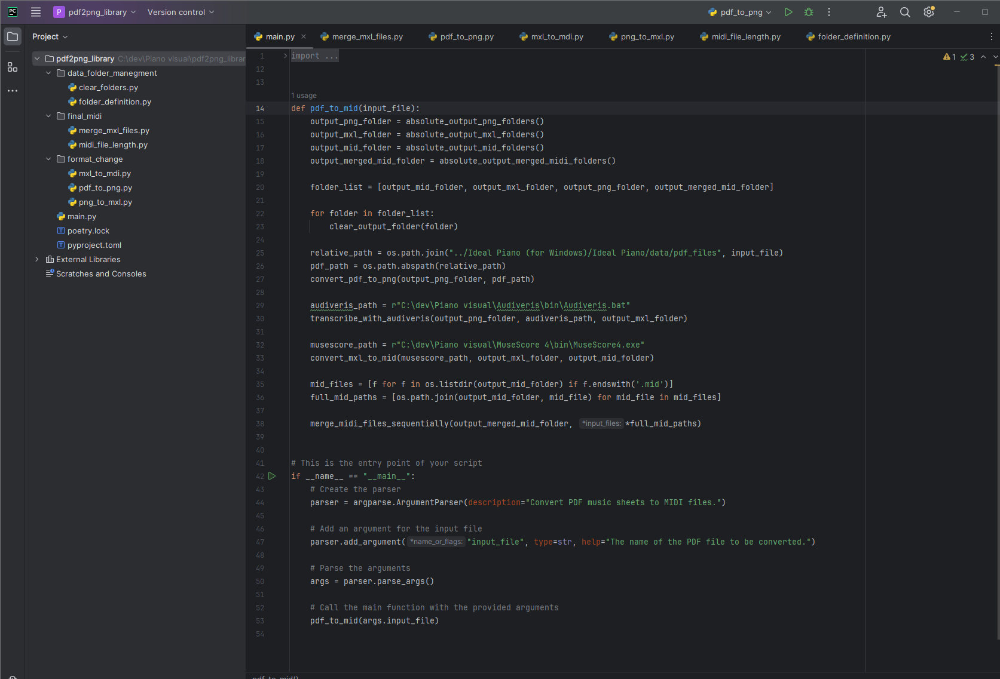 PC
P pdf2png_library Version control pdf_to_png
Project
main.py merge_mxl_files.py pdf_to_png.py mxl_to_mdi.py png_to_mxl.py midi_file_length.py folder_definition.py
pdf2png_library C:\dev\Piano visual\pdf2png_librar
data_folder_manegment
clear_folders.py
folder_definition.py
final_midi
merge_mxl_files.py
midi_file_length.py
format_change
mxl_to_mdi.py
pdf_to_png.py
png_to_mxl.py
main.py
poetry.lock
pyproject.toml
External Libraries
Scratches and Consoles
1 3
1 import ...
12
13
1 usage
14 def pdf_to_mid(input_file):
15 output_png_folder = absolute_output_png_folders()
16 output_mxl_folder = absolute_output_mxl_folders()
17 output_mid_folder = absolute_output_mid_folders()
18 output_merged_mid_folder = absolute_output_merged_midi_folders()
19
20 folder_list = [output_mid_folder, output_mxl_folder, output_png_folder, output_merged_mid_folder]
21
22 for folder in folder_list:
23 clear_output_folder(folder)
24
25 relative_path = os.path.join("../Ideal Piano (for Windows)/Ideal Piano/data/pdf_files", input_file)
26 pdf_path = os.path.abspath(relative_path)
27 convert_pdf_to_png(output_png_folder, pdf_path)
28
29 audiveris_path = r"C:\dev\Piano visual\Audiveris\bin\Audiveris.bat"
30 transcribe_with_audiveris(output_png_folder, audiveris_path, output_mxl_folder)
31
32 musescore_path = r"C:\dev\Piano visual\MuseScore 4\bin\MuseScore4.exe"
33 convert_mxl_to_mid(musescore_path, output_mxl_folder, output_mid_folder)
34
35 mid_files = [f for f in os.listdir(output_mid_folder) if f.endswith('.mid')]
36 full_mid_paths = [os.path.join(output_mid_folder, mid_file) for mid_file in mid_files]
37
38 merge_midi_files_sequentially(output_merged_mid_folder, *input_files: *full_mid_paths)
39
40
41 # This is the entry point of your script
42 if __name__ == "__main__":
43 # Create the parser
44 parser = argparse.ArgumentParser(description="Convert PDF music sheets to MIDI files.")
45
46 # Add an argument for the input file
47 parser.add_argument( *name_or_flags: "input_file", type=str, help="The name of the PDF file to be converted.")
48
49 # Parse the arguments
50 args = parser.parse_args()
51
52 # Call the main function with the provided arguments
53 pdf_to_mid(args.input_file)
54
pdf_to_mid()